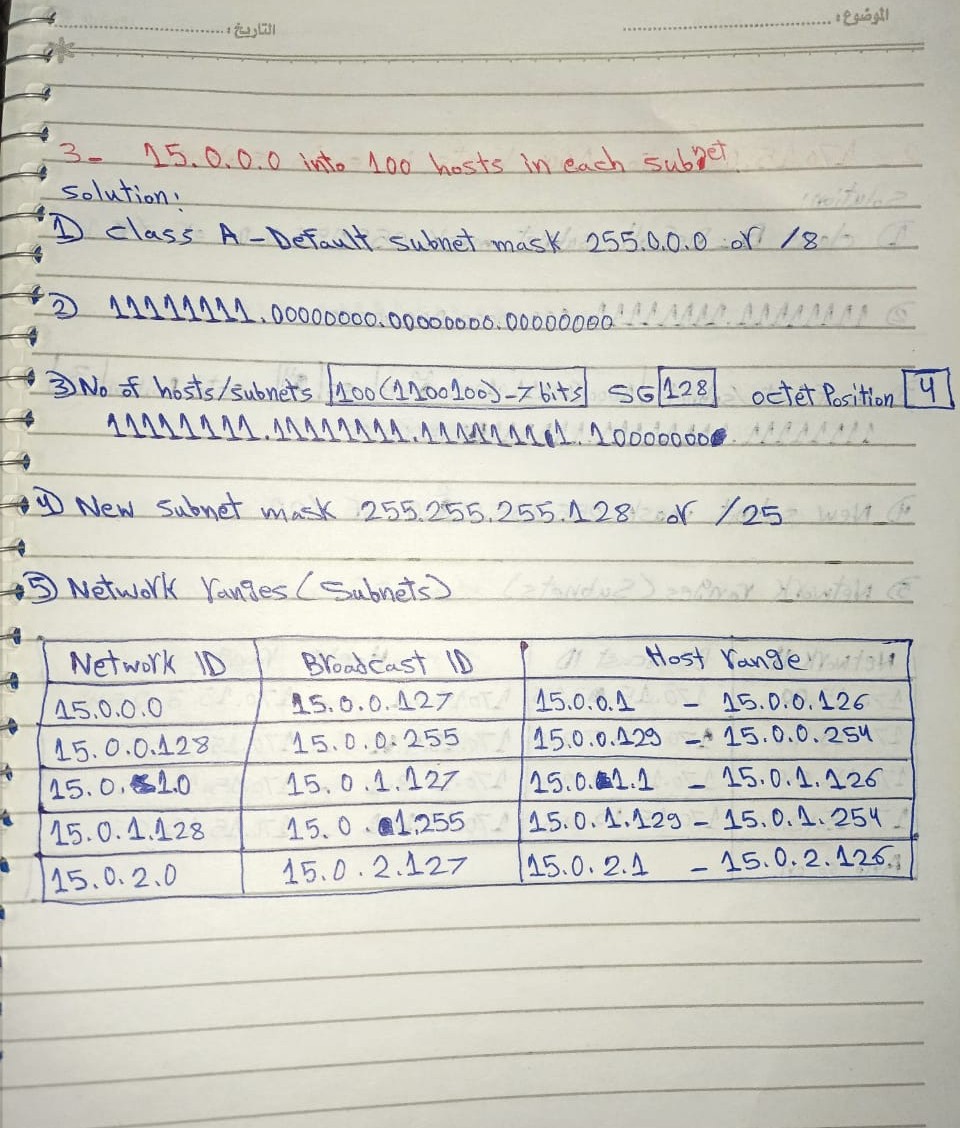 الموضوع:
التاريخ:
3- 15.0.0.0 into 100 hosts in each subnet.
Solution:
1) class A - Default subnet mask 255.0.0.0 or /8
2) 11111111.00000000.00000000.00000000
3) No of hosts/subnets 100(1100100)-7 bits SG 128 octet Position 4
11111111.11111111.11111111.10000000
4) New subnet mask 255.255.255.128 or /25
5) Network ranges (Subnets)
Network ID Broadcast ID Host range
15.0.0.0 15.0.0.127 15.0.0.1 - 15.0.0.126
15.0.0.128 15.0.0.255 15.0.0.129 - 15.0.0.254
15.0.1.0 15.0.1.127 15.0.1.1 - 15.0.1.126
15.0.1.128 15.0.1.255 15.0.1.129 - 15.0.1.254
15.0.2.0 15.0.2.127 15.0.2.1 - 15.0.2.126